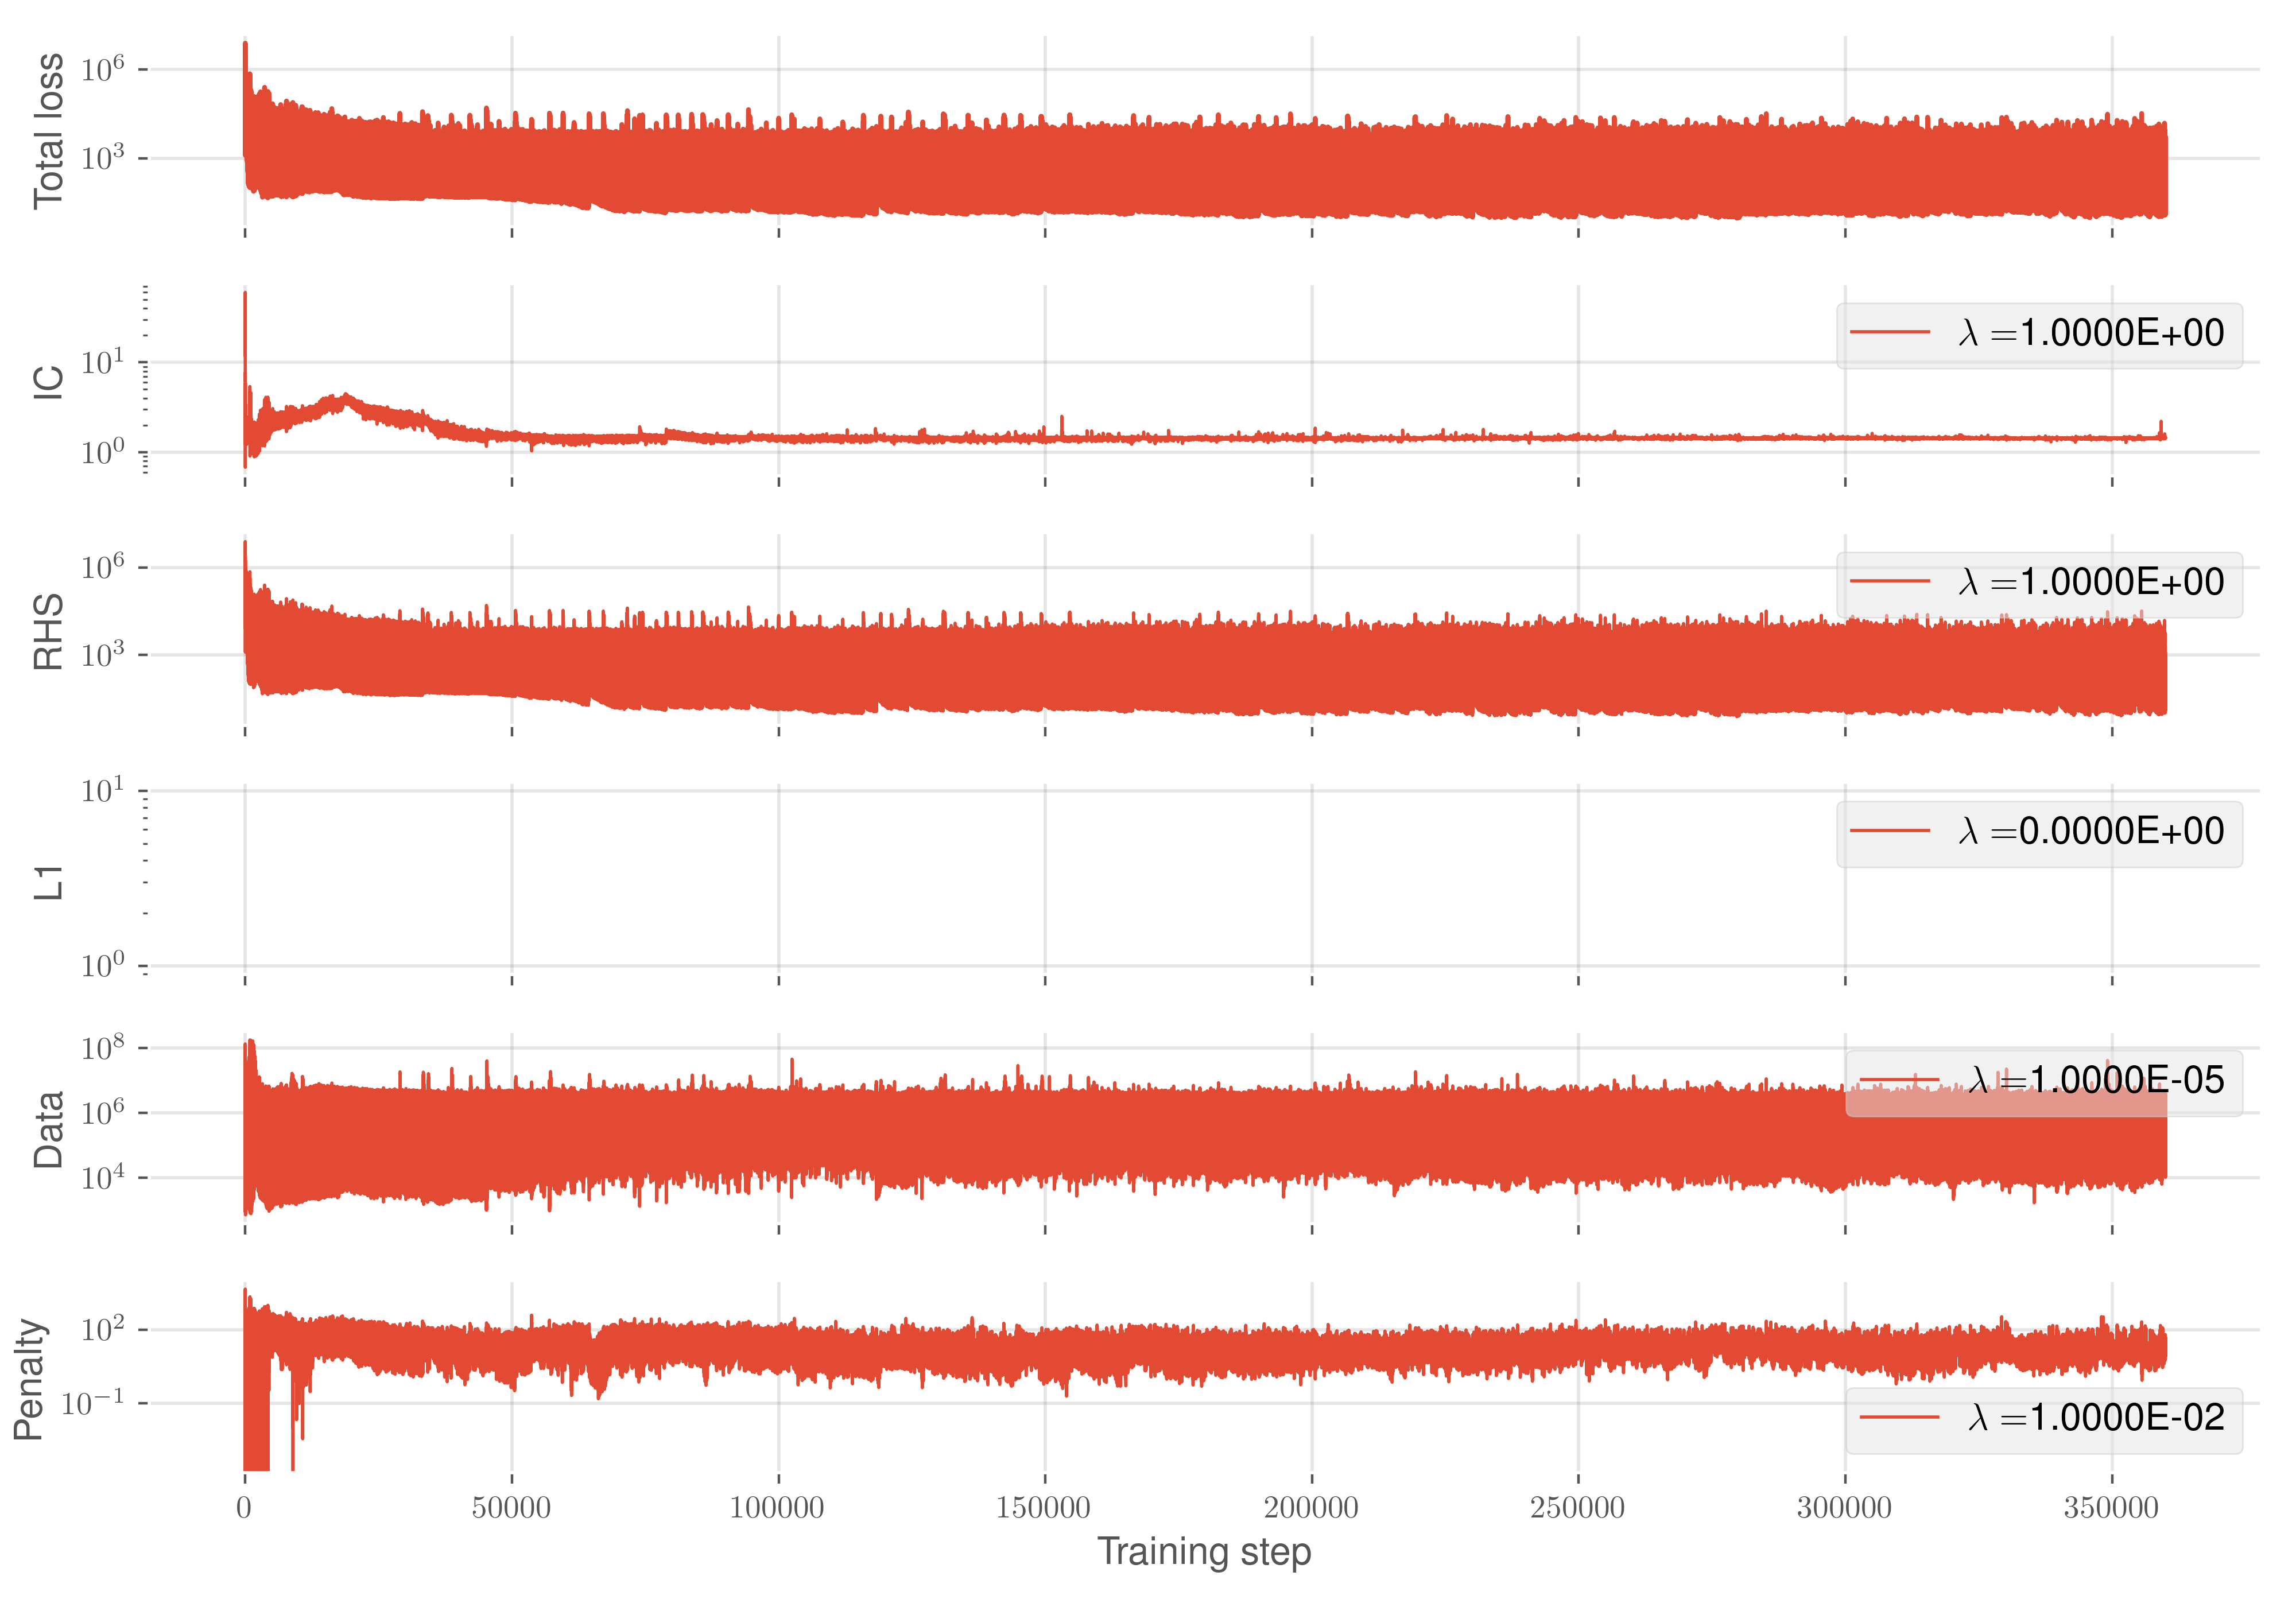 Total loss
10^6
10^3
IC
10^1
10^0
λ =1.0000E+00
RHS
10^6
10^3
λ =1.0000E+00
L1
10^1
10^0
λ =0.0000E+00
Data
10^8
10^6
10^4
λ =1.0000E-05
Penalty
10^2
10^−1
λ =1.0000E-02
0 50000 100000 150000 200000 250000 300000 350000
Training step